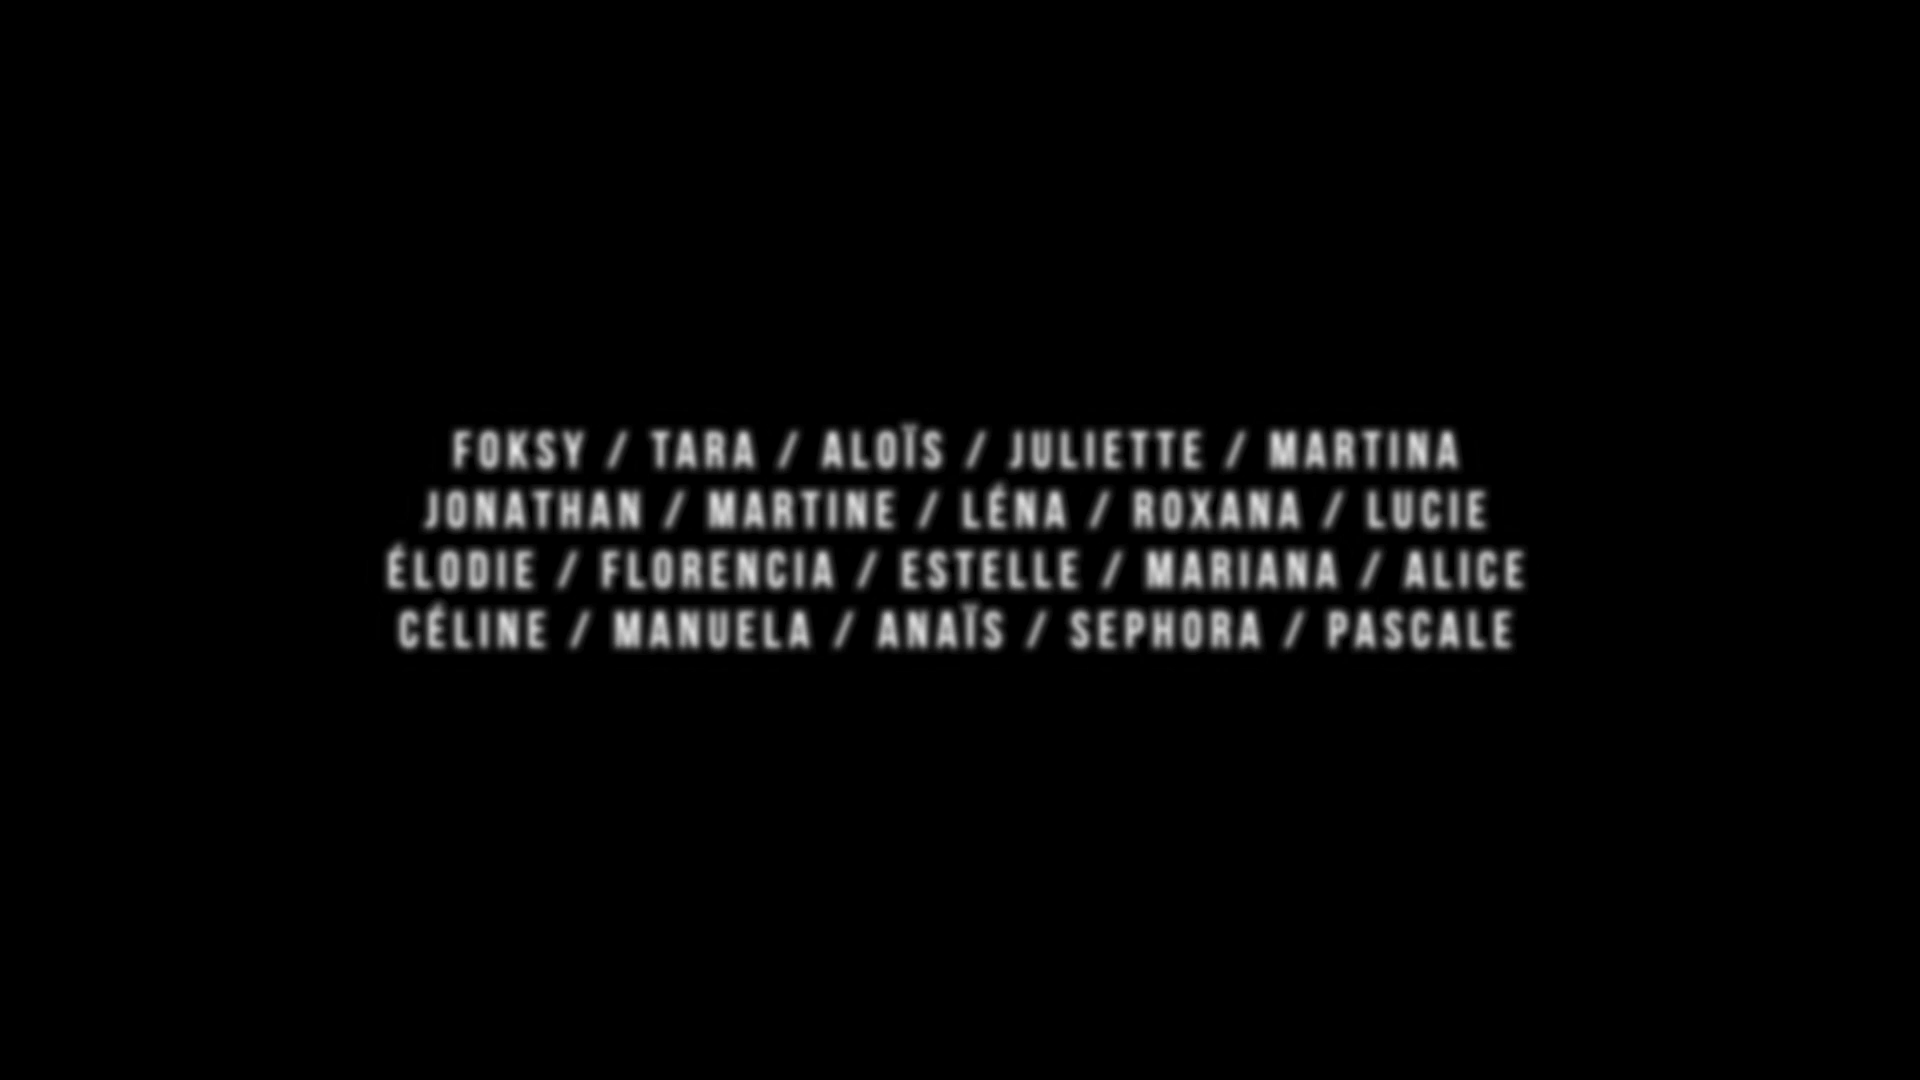 FOKSY / TARA / ALOÏS / JULIETTE / MARTINA
JONATHAN / MARTINE / LÉNA / ROXANA / LUCIE
ÉLODIE / FLORENCIA / ESTELLE / MARIANA / ALICE
CÉLINE / MANUELA / ANAÏS / SEPHORA / PASCALE